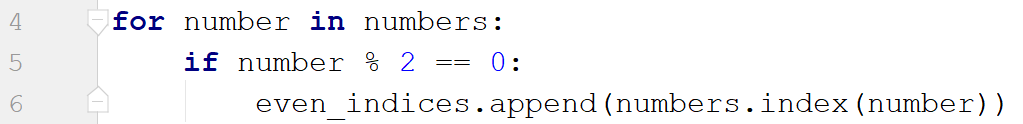 4 for number in numbers:
5     if number % 2 == 0:
6         even_indices.append(numbers.index(number))